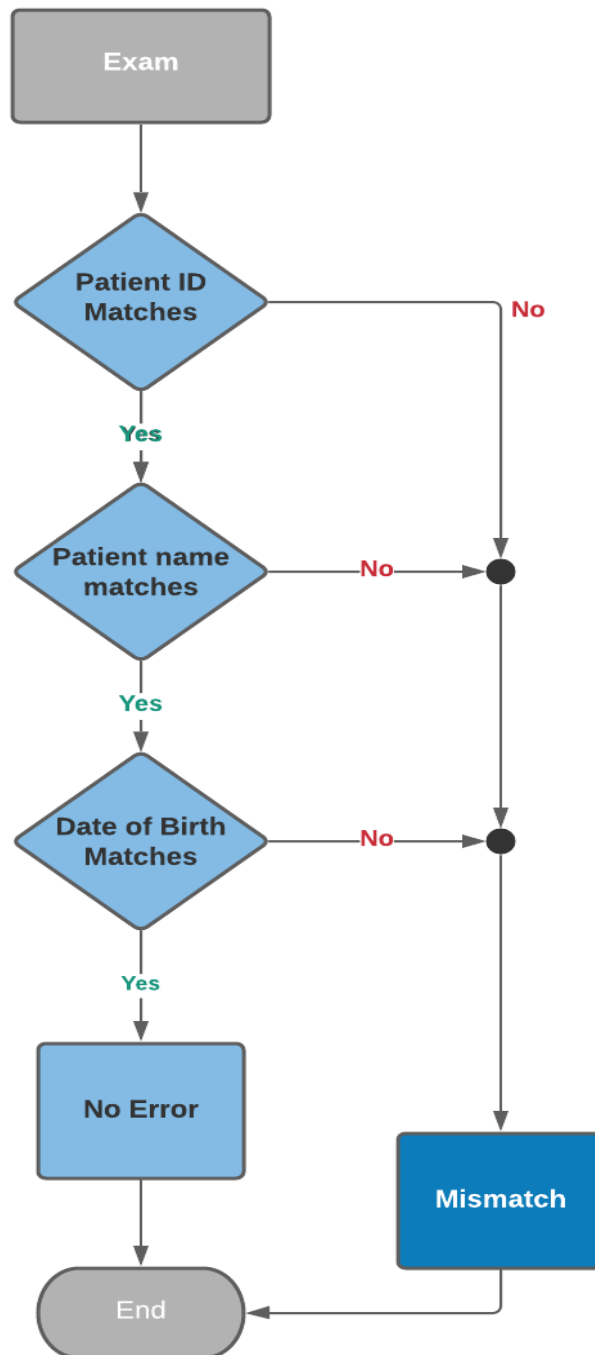 Exam
Patient ID
Matches
No
Yes
Patient name
matches
No
Yes
Date of Birth
Matches
No
Yes
No Error
Mismatch
End